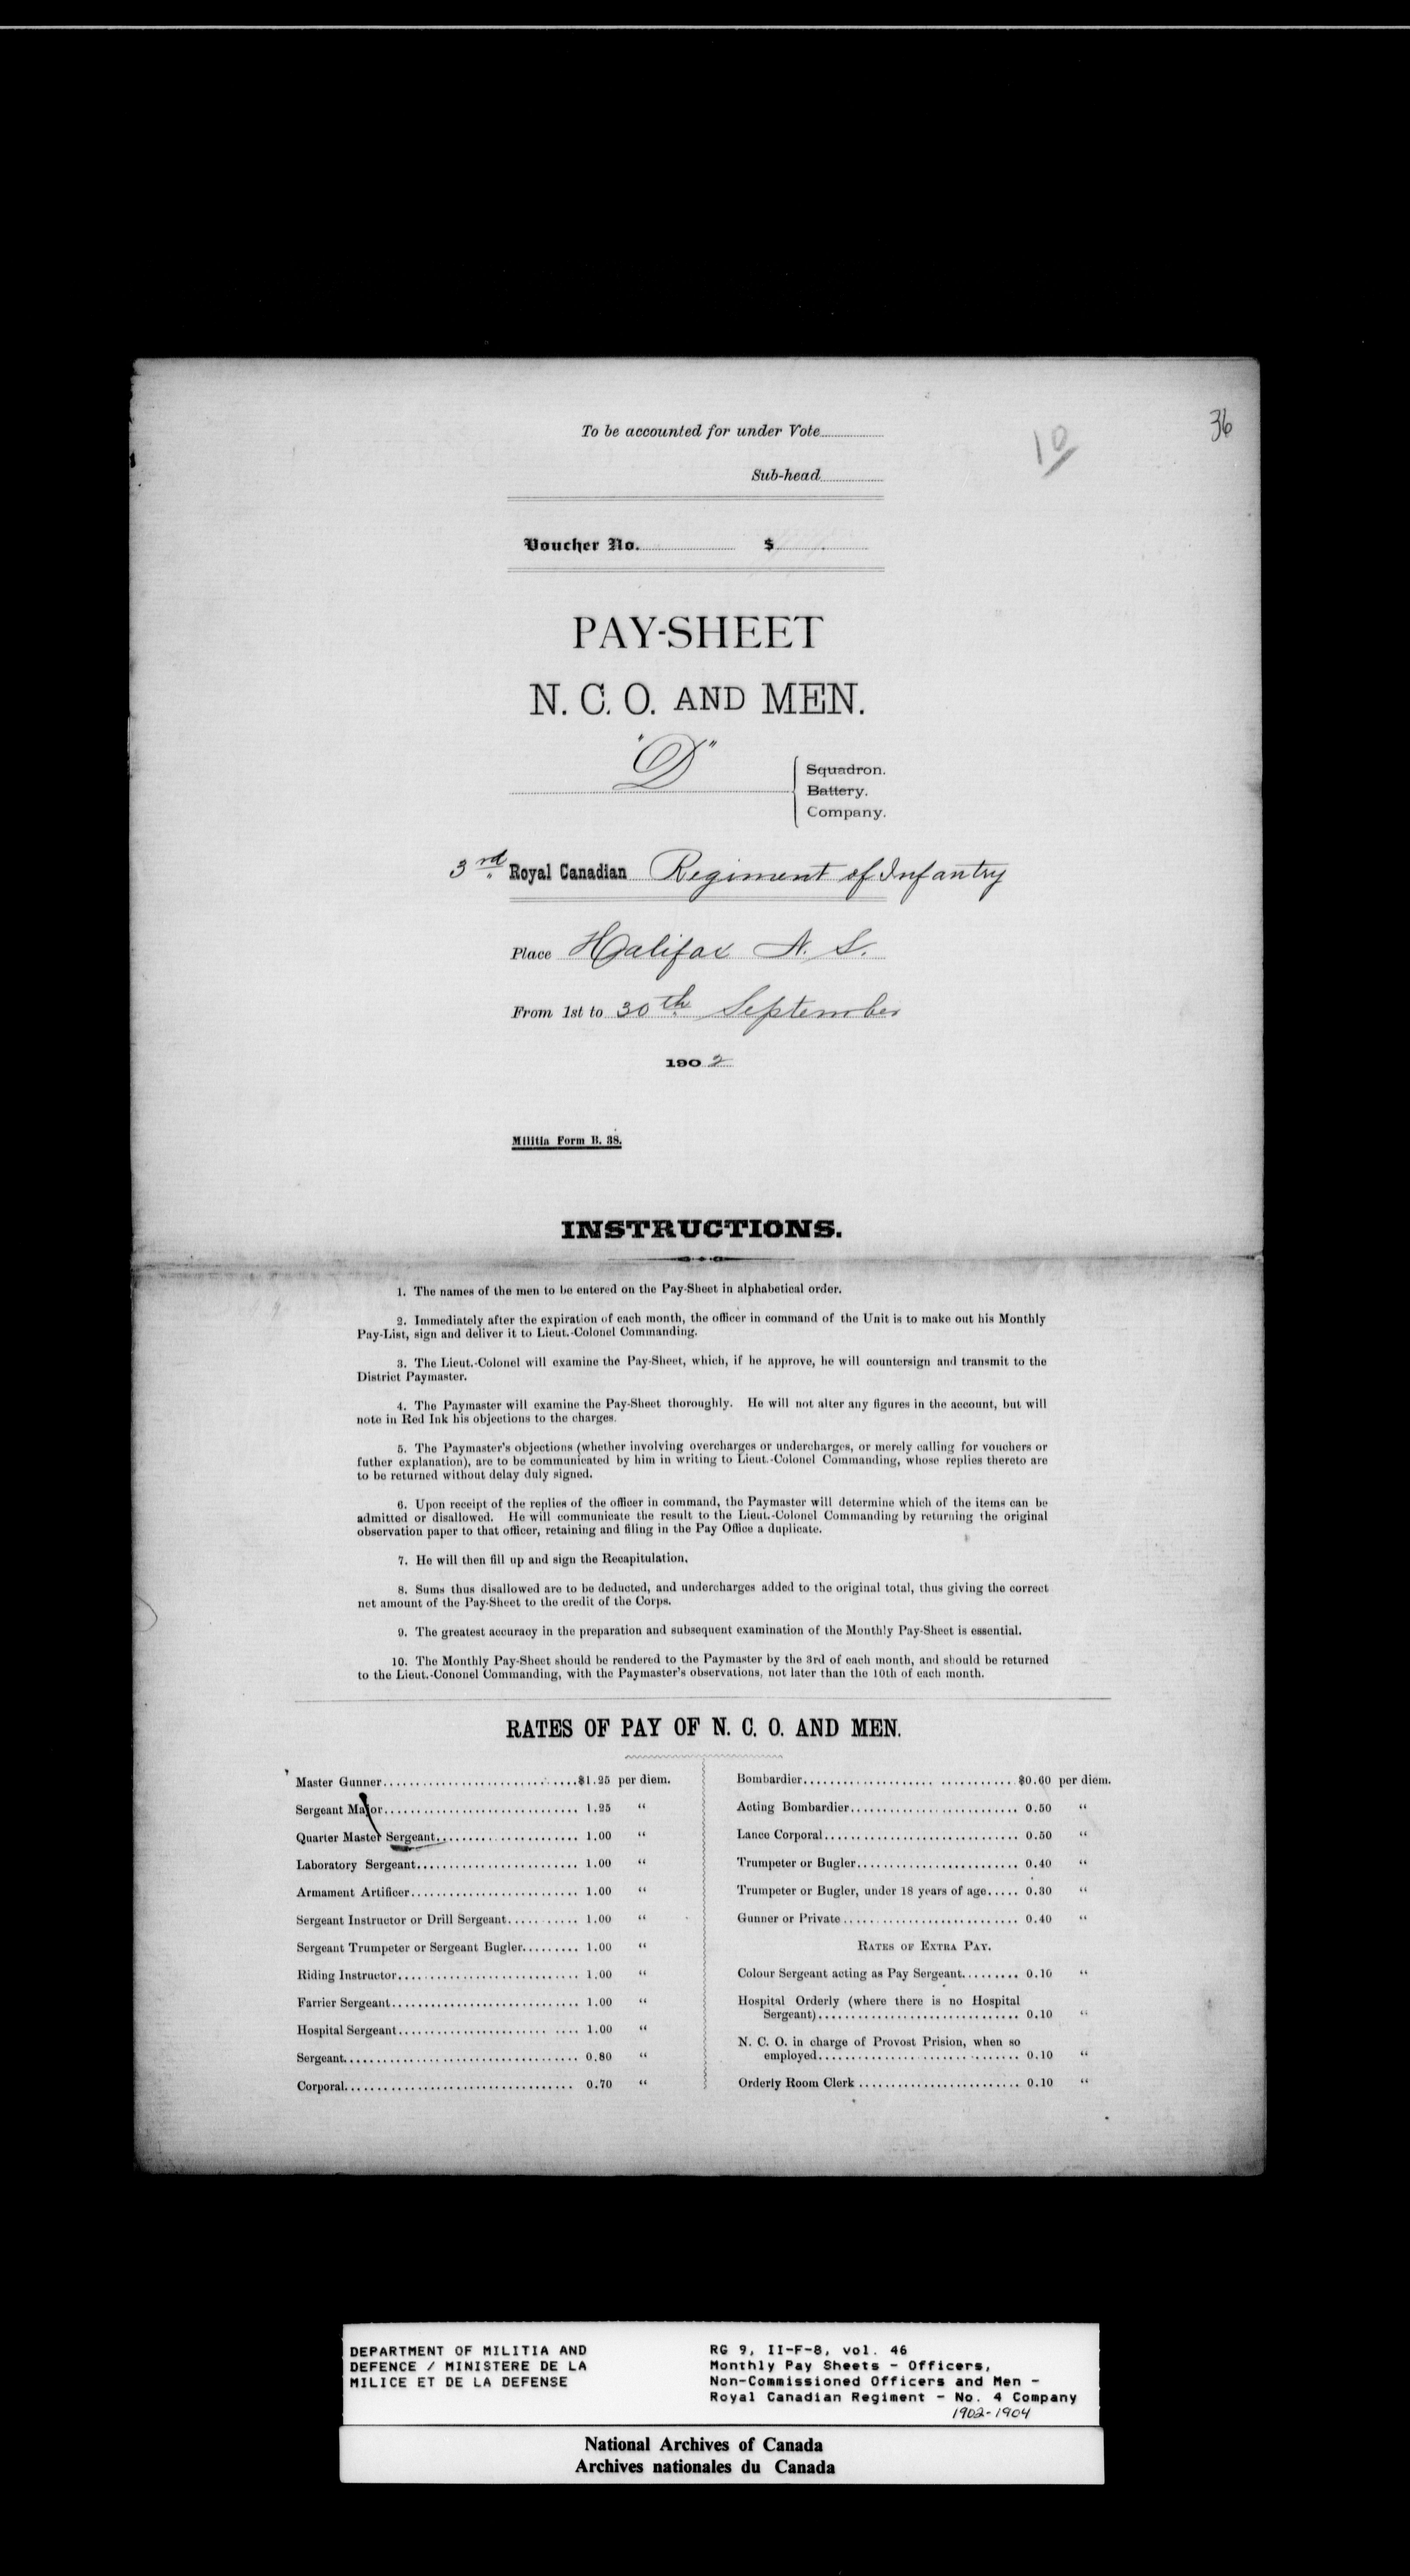 To be accounted for under Vote
10
36
Sub-head
Voucher No. $
PAY-SHEET
N. C. O. AND MEN.
"D"
Squadron.
Battery.
Company.
3rd Royal Canadian Regiment of Infantry
Place Halifax N. S.
From 1st to 30th September
190 2
Militia Form B. 38.
INSTRUCTIONS.
1. The names of the men to be entered on the Pay-Sheet in alphabetical order.
2. Immediately after the expiration of each month, the officer in command of the Unit is to make out his Monthly
Pay-List, sign and deliver it to Lieut.-Colonel Commanding.
3. The Lieut.-Colonel will examine the Pay-Sheet, which, if he approve, he will countersign and transmit to the
District Paymaster.
4. The Paymaster will examine the Pay-Sheet thoroughly. He will not alter any figures in the account, but will
note in Red Ink his objections to the charges.
5. The Paymaster's objections (whether involving overcharges or undercharges, or merely calling for vouchers or
futher explanation), are to be communicated by him in writing to Lieut.-Colonel Commanding, whose replies thereto are
to be returned without delay duly signed.
6. Upon receipt of the replies of the officer in command, the Paymaster will determine which of the items can be
admitted or disallowed. He will communicate the result to the Lieut.-Colonel Commanding by returning the original
observation paper to that officer, retaining and filing in the Pay Office a duplicate.
7. He will then fill up and sign the Recapitulation.
8. Sums thus disallowed are to be deducted, and undercharges added to the original total, thus giving the correct
net amount of the Pay-Sheet to the credit of the Corps.
9. The greatest accuracy in the preparation and subsequent examination of the Monthly Pay-Sheet is essential.
10. The Monthly Pay-Sheet should be rendered to the Paymaster by the 3rd of each month, and should be returned
to the Lieut.-Cononel Commanding, with the Paymaster's observations, not later than the 10th of each month.
RATES OF PAY OF N. C. O. AND MEN.
Master Gunner $1.25 per diem.
Sergeant Major 1.25 "
Quarter Master Sergeant 1.00 "
Laboratory Sergeant 1.00 "
Armament Artificer 1.00 "
Sergeant Instructor or Drill Sergeant 1.00 "
Sergeant Trumpeter or Sergeant Bugler 1.00 "
Riding Instructor 1.00 "
Farrier Sergeant 1.00 "
Hospital Sergeant 1.00 "
Sergeant 0.80 "
Corporal 0.70 "
Bombardier $0.60 per diem.
Acting Bombardier 0.50 "
Lance Corporal 0.50 "
Trumpeter or Bugler 0.40 "
Trumpeter or Bugler, under 18 years of age 0.30 "
Gunner or Private 0.40 "
RATES OF EXTRA PAY.
Colour Sergeant acting as Pay Sergeant 0.10 "
Hospital Orderly (where there is no Hospital
Sergeant) 0.10 "
N. C. O. in charge of Provost Prision, when so
employed 0.10 "
Orderly Room Clerk 0.10 "
DEPARTMENT OF MILITIA AND
DEFENCE / MINISTERE DE LA
MILICE ET DE LA DEFENSE
RG 9, II-F-8, vol. 46
Monthly Pay Sheets - Officers,
Non-Commissioned Officers and Men -
Royal Canadian Regiment - No. 4 Company
1902-1904
National Archives of Canada
Archives nationales du Canada